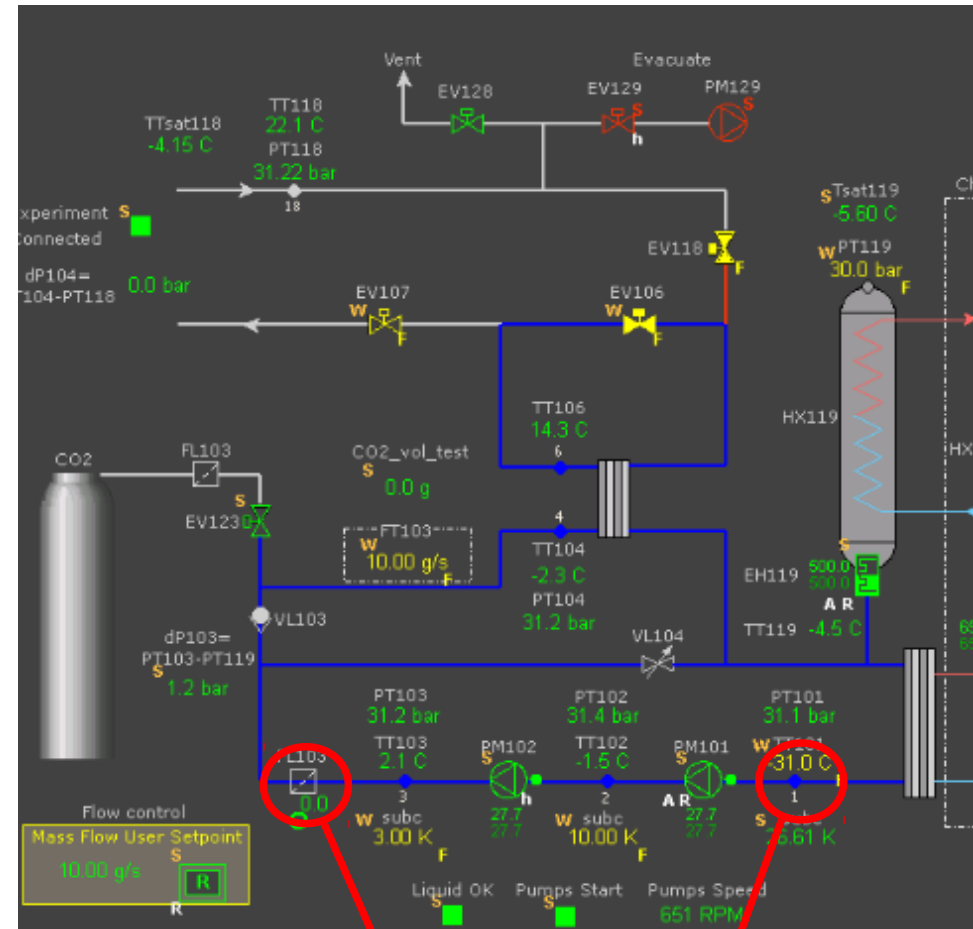 Vent
Evacuate
EV128
EV129
PM129
S
S
h
TT118
22.1 C
TTsat118
-4.15 C
PT118
31.22 bar
18
S
Tsat119
-5.60 C
xperiment
S
Connected
EV118
F
W
PT119
30.0 bar
F
dP104=
T104-PT118
0.0 bar
EV107
W
F
EV106
W
F
TT106
14.3 C
6
HX119
HX
CO2
FL103
CO2_vol_test
S
0.0 g
S
EV123
FT103
W
10.00 g/s
F
4
TT104
-2.3 C
PT104
31.2 bar
S
EH119
500.0
500.0
A R
TT119 -4.5 C
VL103
dP103=
PT103-PT119
S
1.2 bar
VL104
PT103
31.2 bar
PT102
31.4 bar
PT101
31.1 bar
TT103
2.1 C
PM102
S
TT102
-1.5 C
PM101
S
W
-31.0 C
0.0
3
h
2
A R
1
W subc
3.00 K
F
27.7
27.7
W subc
10.00 K
F
27.7
27.7
S
Flow control
Mass Flow User Setpoint
S
10.00 g/s
R
R
Liquid OK
S
Pumps Start
S
Pumps Speed
651 RPM